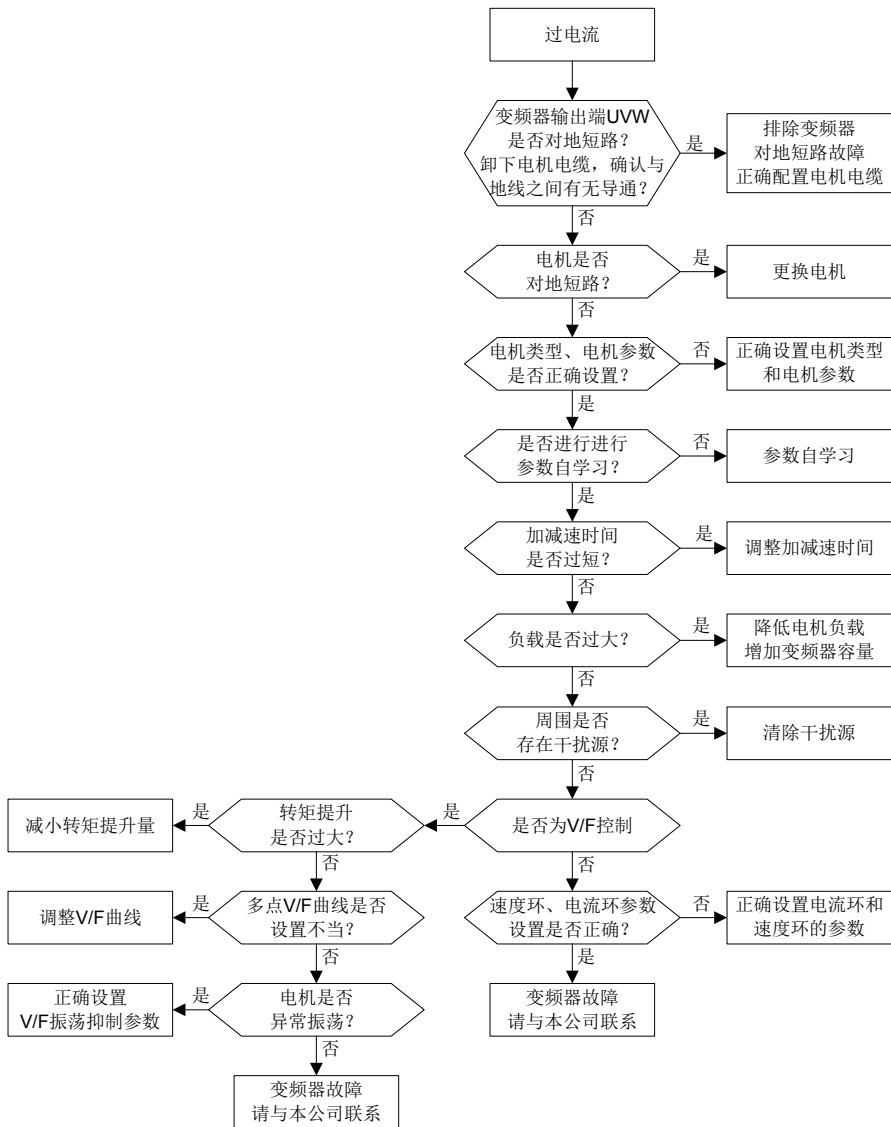 过电流
变频器输出端UVW
是否对地短路？
卸下电机电缆，确认与
地线之间有无导通？
是
排除变频器
对地短路故障
正确配置电机电缆
否
电机是否
对地短路？
是
更换电机
否
电机类型、电机参数
是否正确设置？
否
正确设置电机类型
和电机参数
是
是否进行进行
参数自学习？
否
参数自学习
是
加减速时间
是否过短？
是
调整加减速时间
否
负载是否过大？
是
降低电机负载
增加变频器容量
否
周围是否
存在干扰源？
是
清除干扰源
否
是否为V/F控制
是
转矩提升
是否过大？
是
减小转矩提升量
否
多点V/F曲线是否
设置不当？
是
调整V/F曲线
否
电机是否
异常振荡？
是
正确设置
V/F振荡抑制参数
否
变频器故障
请与本公司联系
否
速度环、电流环参数
设置是否正确？
否
正确设置电流环和
速度环的参数
是
变频器故障
请与本公司联系